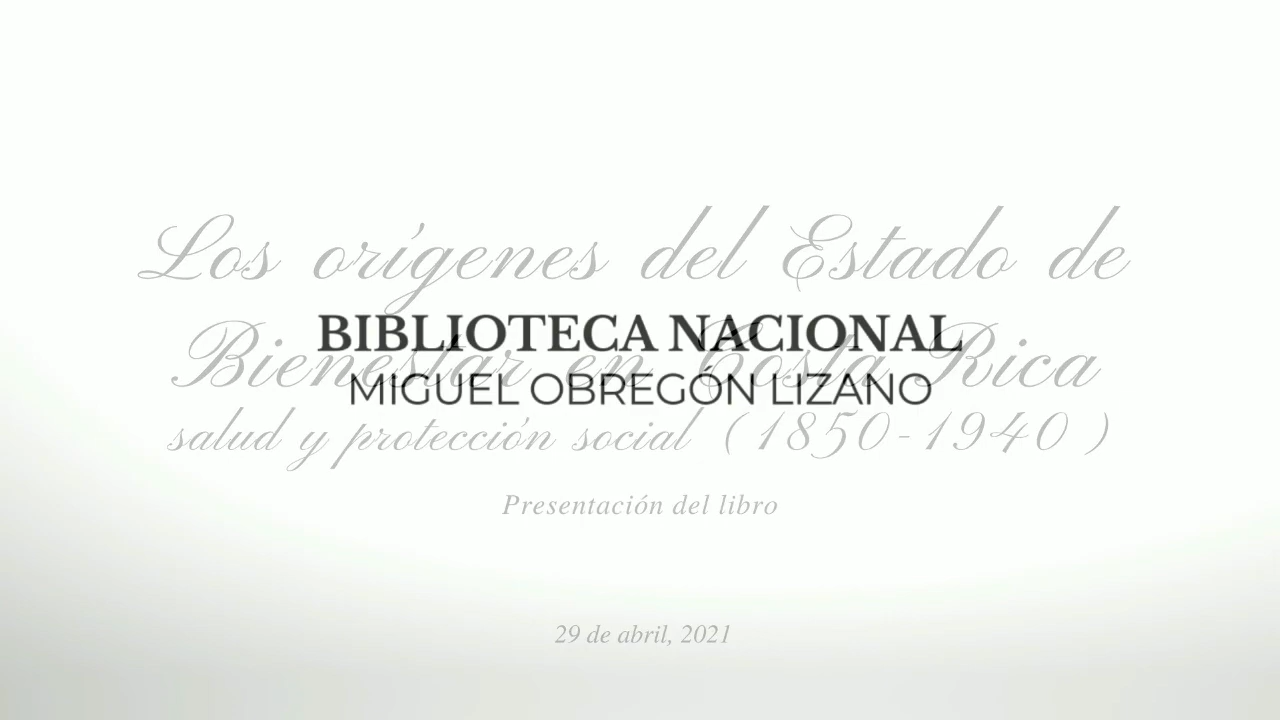 Los orígenes del Estado de
BIBLIOTECA NACIONAL
Bienestar en Costa Rica
MIGUEL OBREGÓN LIZANO
salud y protección social (1850-1940)
Presentación del libro
29 de abril, 2021